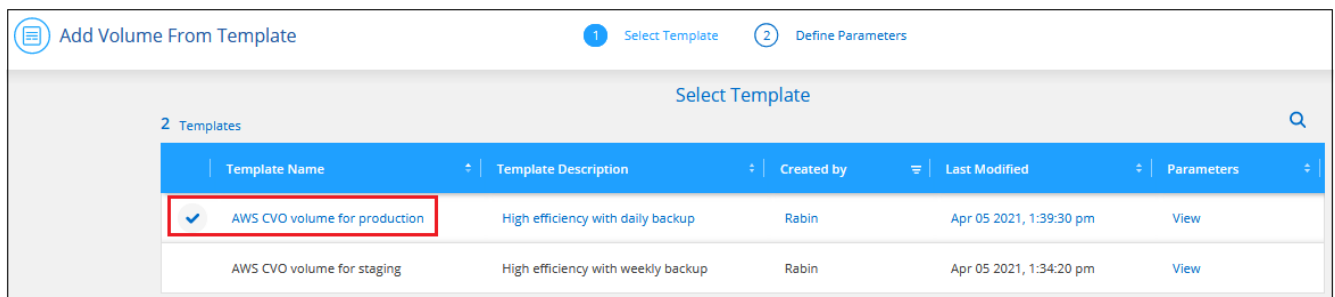 Add Volume From Template
1 Select Template 2 Define Parameters
Select Template
2 Templates
Template Name Template Description Created by Last Modified Parameters
AWS CVO volume for production High efficiency with daily backup Rabin Apr 05 2021, 1:39:30 pm View
AWS CVO volume for staging High efficiency with weekly backup Rabin Apr 05 2021, 1:34:20 pm View